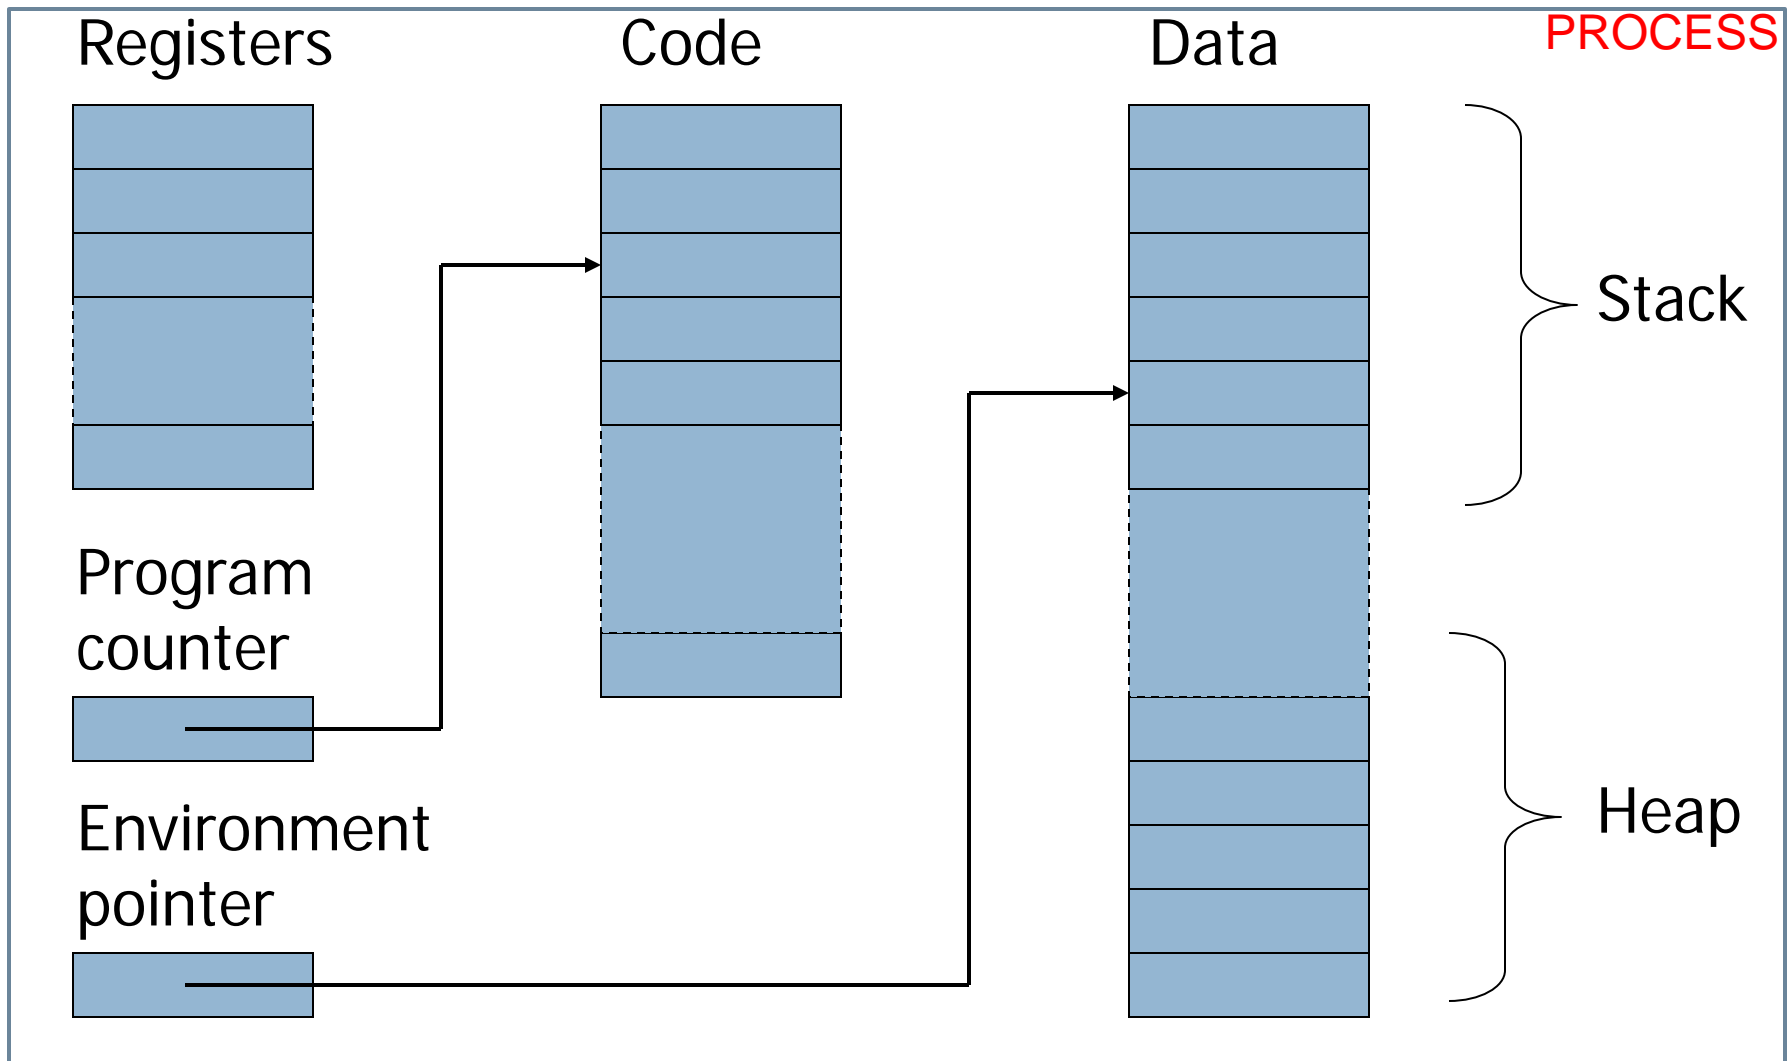 Registers
Code
Data
PROCESS
Stack
Program
counter
Heap
Environment
pointer